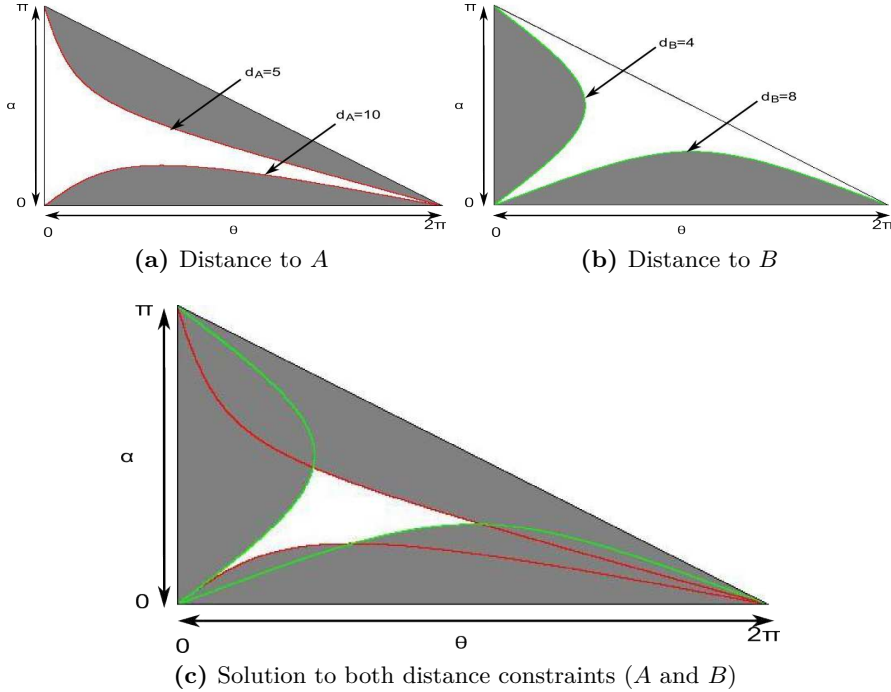 π
α
0
d_A=5
d_A=10
0
θ
2π
(a) Distance to A
π
α
0
d_B=4
d_B=8
0
θ
2π
(b) Distance to B
π
α
0
0
θ
2π
(c) Solution to both distance constraints (A and B)